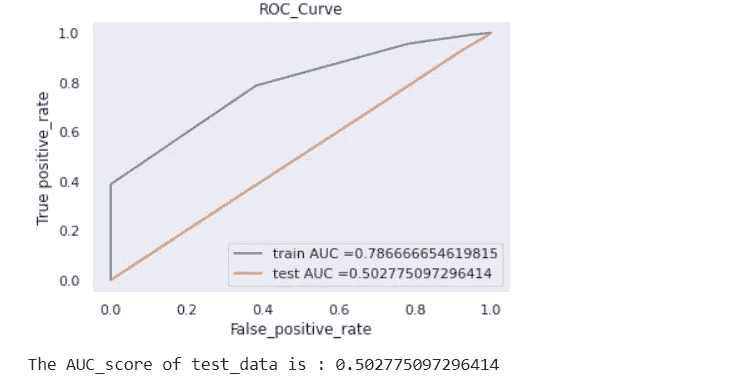 ROC_Curve
1.0
0.8
0.6
0.4
0.2
0.0
True positive_rate
train AUC =0.786666654619815
test AUC =0.502775097296414
0.0 0.2 0.4 0.6 0.8 1.0
False_positive_rate
The AUC_score of test_data is : 0.502775097296414